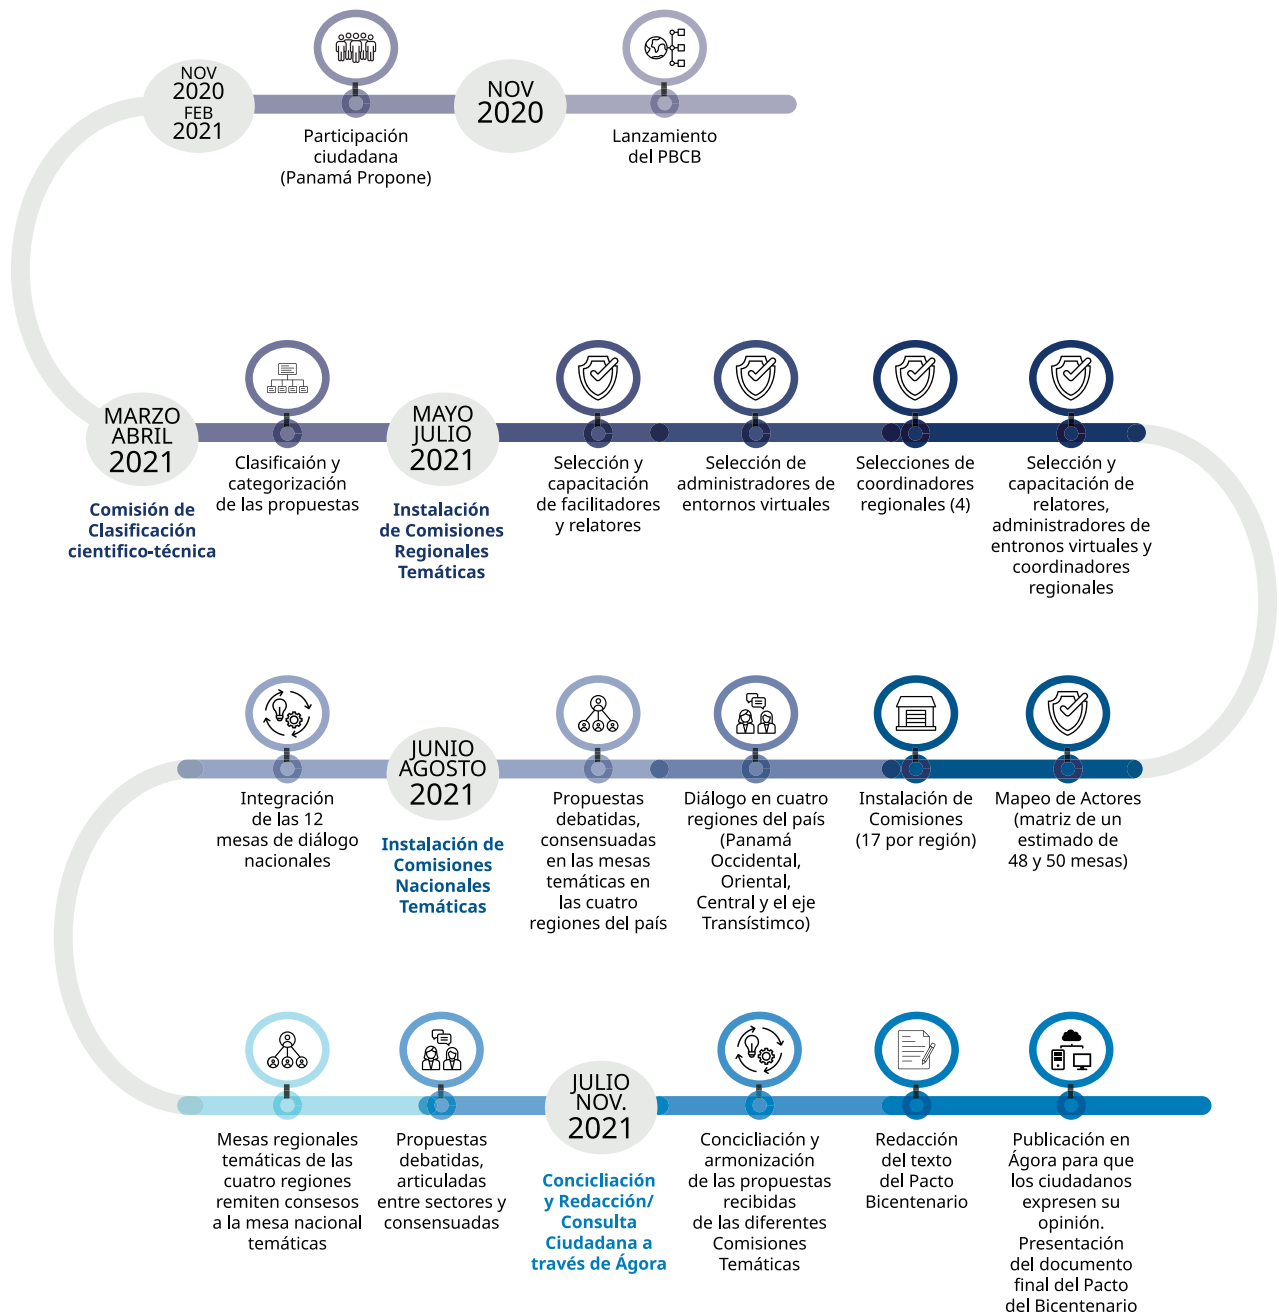 NOV
2020
FEB
2021
Participación
ciudadana
(Panamá Propone)
NOV
2020
Lanzamiento
del PBCB
MARZO
ABRIL
2021
Comisión de
Clasificación
cientifico-técnica
Clasificaión y
categorización
de las propuestas
MAYO
JULIO
2021
Instalación
de Comisiones
Regionales
Temáticas
Selección y
capacitación
de facilitadores
y relatores
Selección de
administradores de
entornos virtuales
Selecciones de
coordinadores
regionales (4)
Selección y
capacitación de
relatores,
administradores de
entronos virtuales y
coordinadores
regionales
Integración
de las 12
mesas de diálogo
nacionales
JUNIO
AGOSTO
2021
Instalación de
Comisiones
Nacionales
Temáticas
Propuestas
debatidas,
consensuadas
en las mesas
temáticas en
las cuatro
regiones del país
Diálogo en cuatro
regiones del país
(Panamá
Occidental,
Oriental,
Central y el eje
Transístimco)
Instalación de
Comisiones
(17 por región)
Mapeo de Actores
(matriz de un
estimado de
48 y 50 mesas)
Mesas regionales
temáticas de las
cuatro regiones
remiten consesos
a la mesa nacional
temáticas
Propuestas
debatidas,
articuladas
entre sectores y
consensuadas
JULIO
NOV.
2021
Concicliación
y Redacción/
Consulta
Ciudadana a
través de Ágora
Concicliación y
armonización
de las propuestas
recibidas
de las diferentes
Comisiones
Temáticas
Redacción
del texto
del Pacto
Bicentenario
Publicación en
Ágora para que
los ciudadanos
expresen su
opinión.
Presentación
del documento
final del Pacto
del Bicentenario